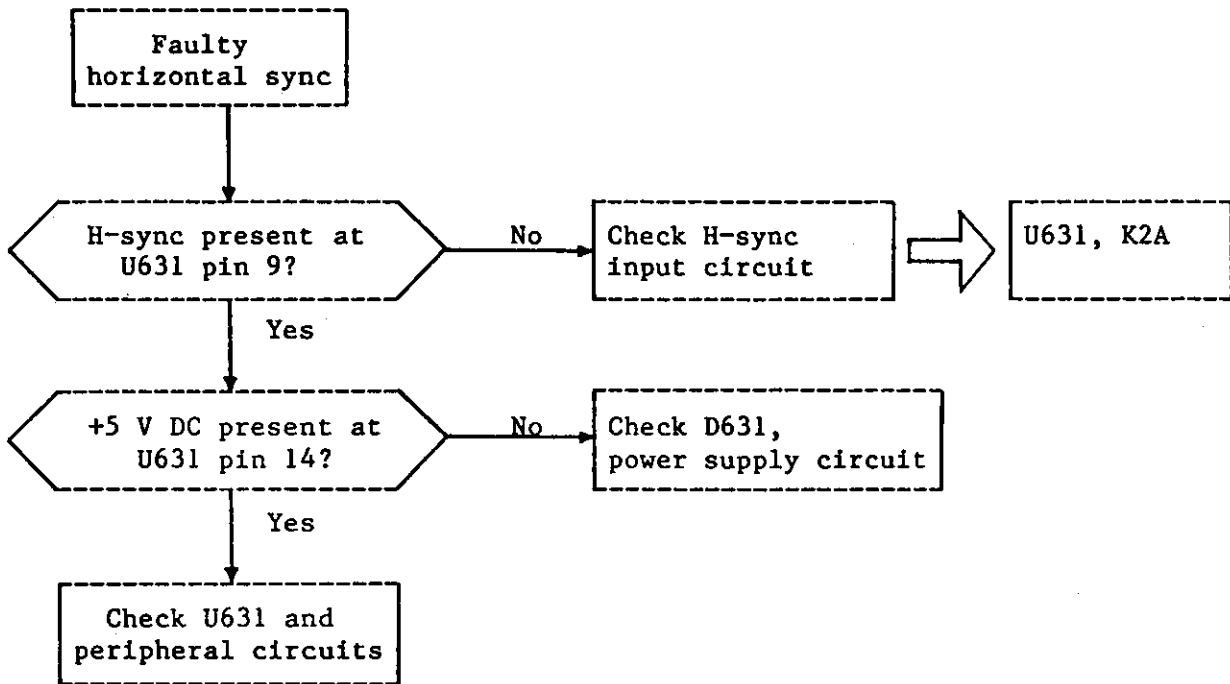 Faulty
horizontal sync
H-sync present at
U631 pin 9?
No
Check H-sync
input circuit
U631, K2A
Yes
+5 V DC present at
U631 pin 14?
No
Check D631,
power supply circuit
Yes
Check U631 and
peripheral circuits